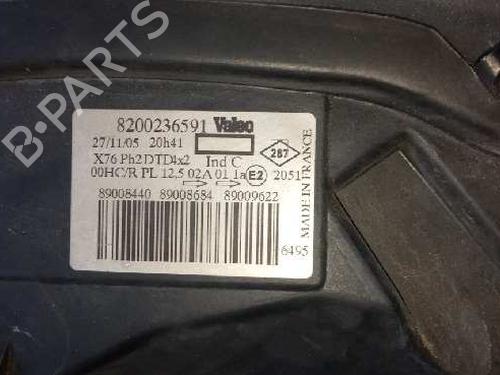 8200236591 Valeo
27/11/05 20h41
X76 Ph2 DTD4x2 Ind C
287
00HC/R PL 12,5 02A 01 1a E2 2051
89008440 89008684 89009622
6495
MADE IN FRANCE
B-PARTS